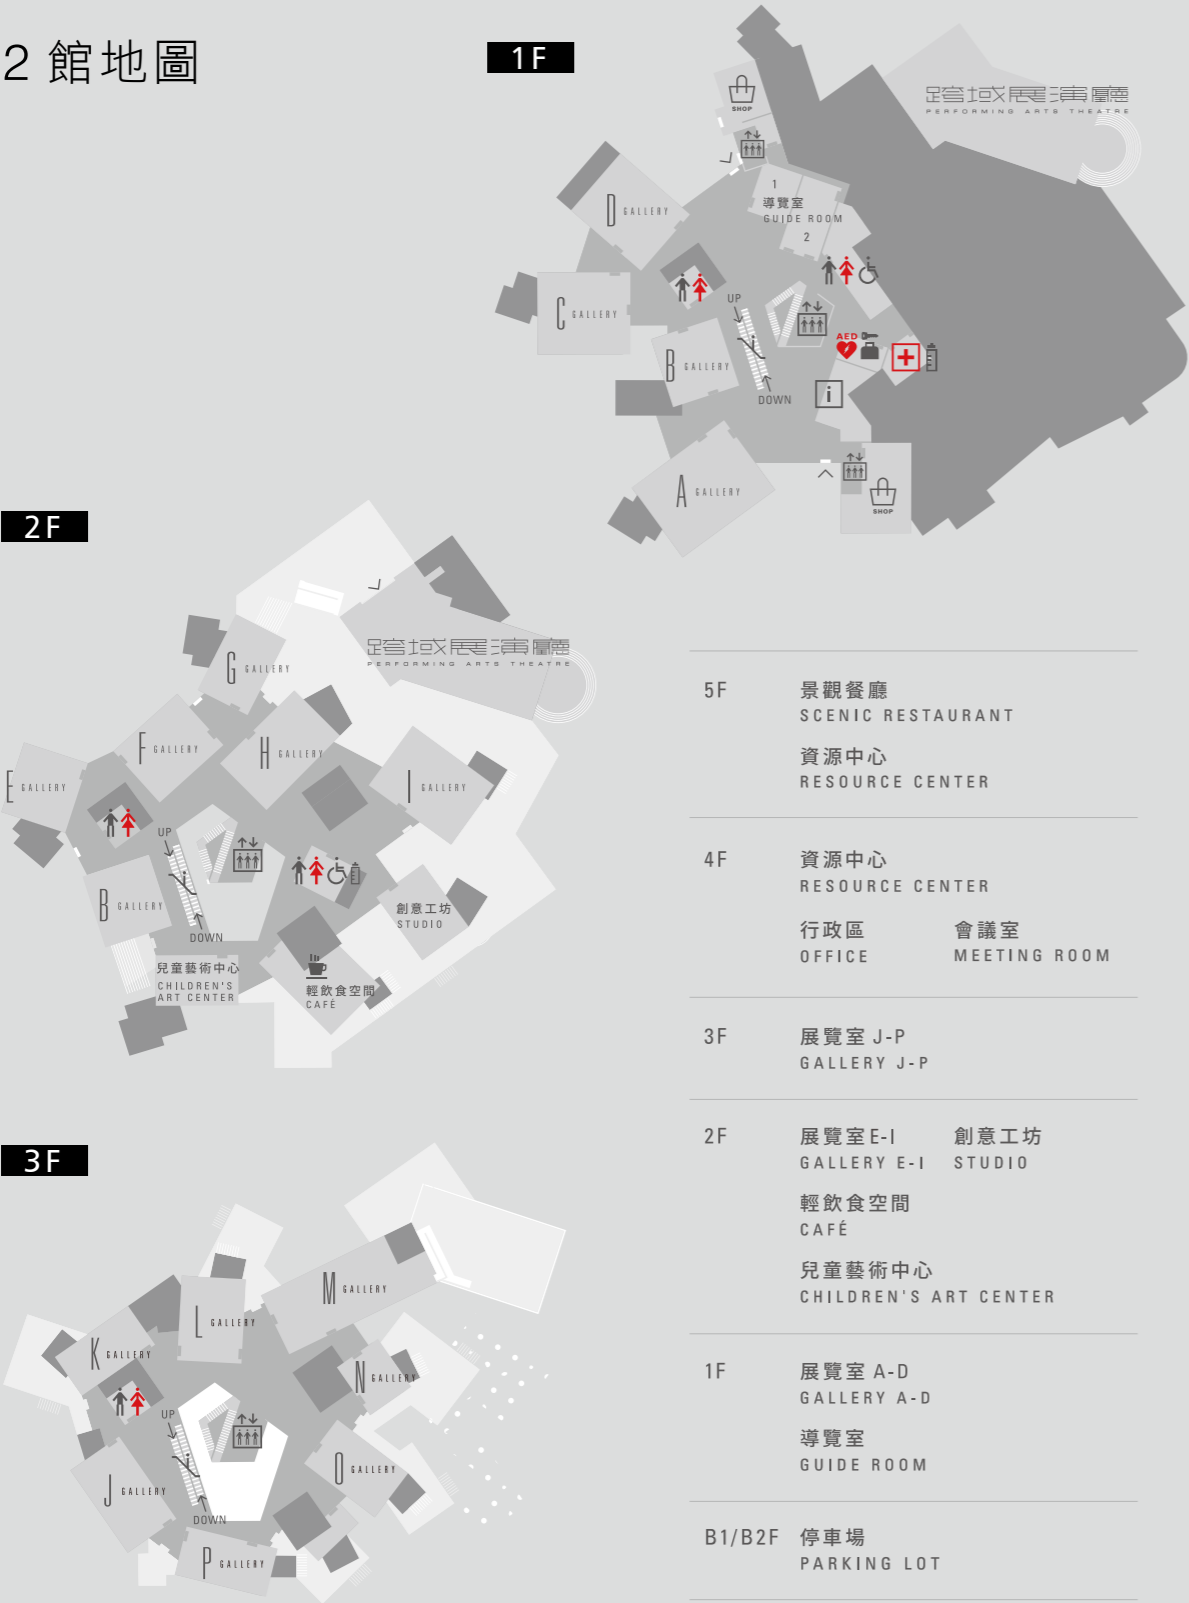 2 館地圖
1F
SHOP
跨域展演廳
PERFORMING ARTS THEATRE
1
導覽室
GUIDE ROOM
2
D GALLERY
C GALLERY
UP
B GALLERY
AED
i
DOWN
A GALLERY
SHOP
2F
跨域展演廳
PERFORMING ARTS THEATRE
G GALLERY
F GALLERY
H GALLERY
E GALLERY
I GALLERY
UP
B GALLERY
DOWN
創意工坊
STUDIO
兒童藝術中心
CHILDREN'S
ART CENTER
輕飲食空間
CAFÉ
3F
M GALLERY
L GALLERY
K GALLERY
N GALLERY
UP
J GALLERY
O GALLERY
DOWN
P GALLERY
5F 景觀餐廳
SCENIC RESTAURANT
資源中心
RESOURCE CENTER
4F 資源中心
RESOURCE CENTER
行政區 會議室
OFFICE MEETING ROOM
3F 展覽室 J-P
GALLERY J-P
2F 展覽室 E-I 創意工坊
GALLERY E-I STUDIO
輕飲食空間
CAFÉ
兒童藝術中心
CHILDREN'S ART CENTER
1F 展覽室 A-D
GALLERY A-D
導覽室
GUIDE ROOM
B1/B2F 停車場
PARKING LOT